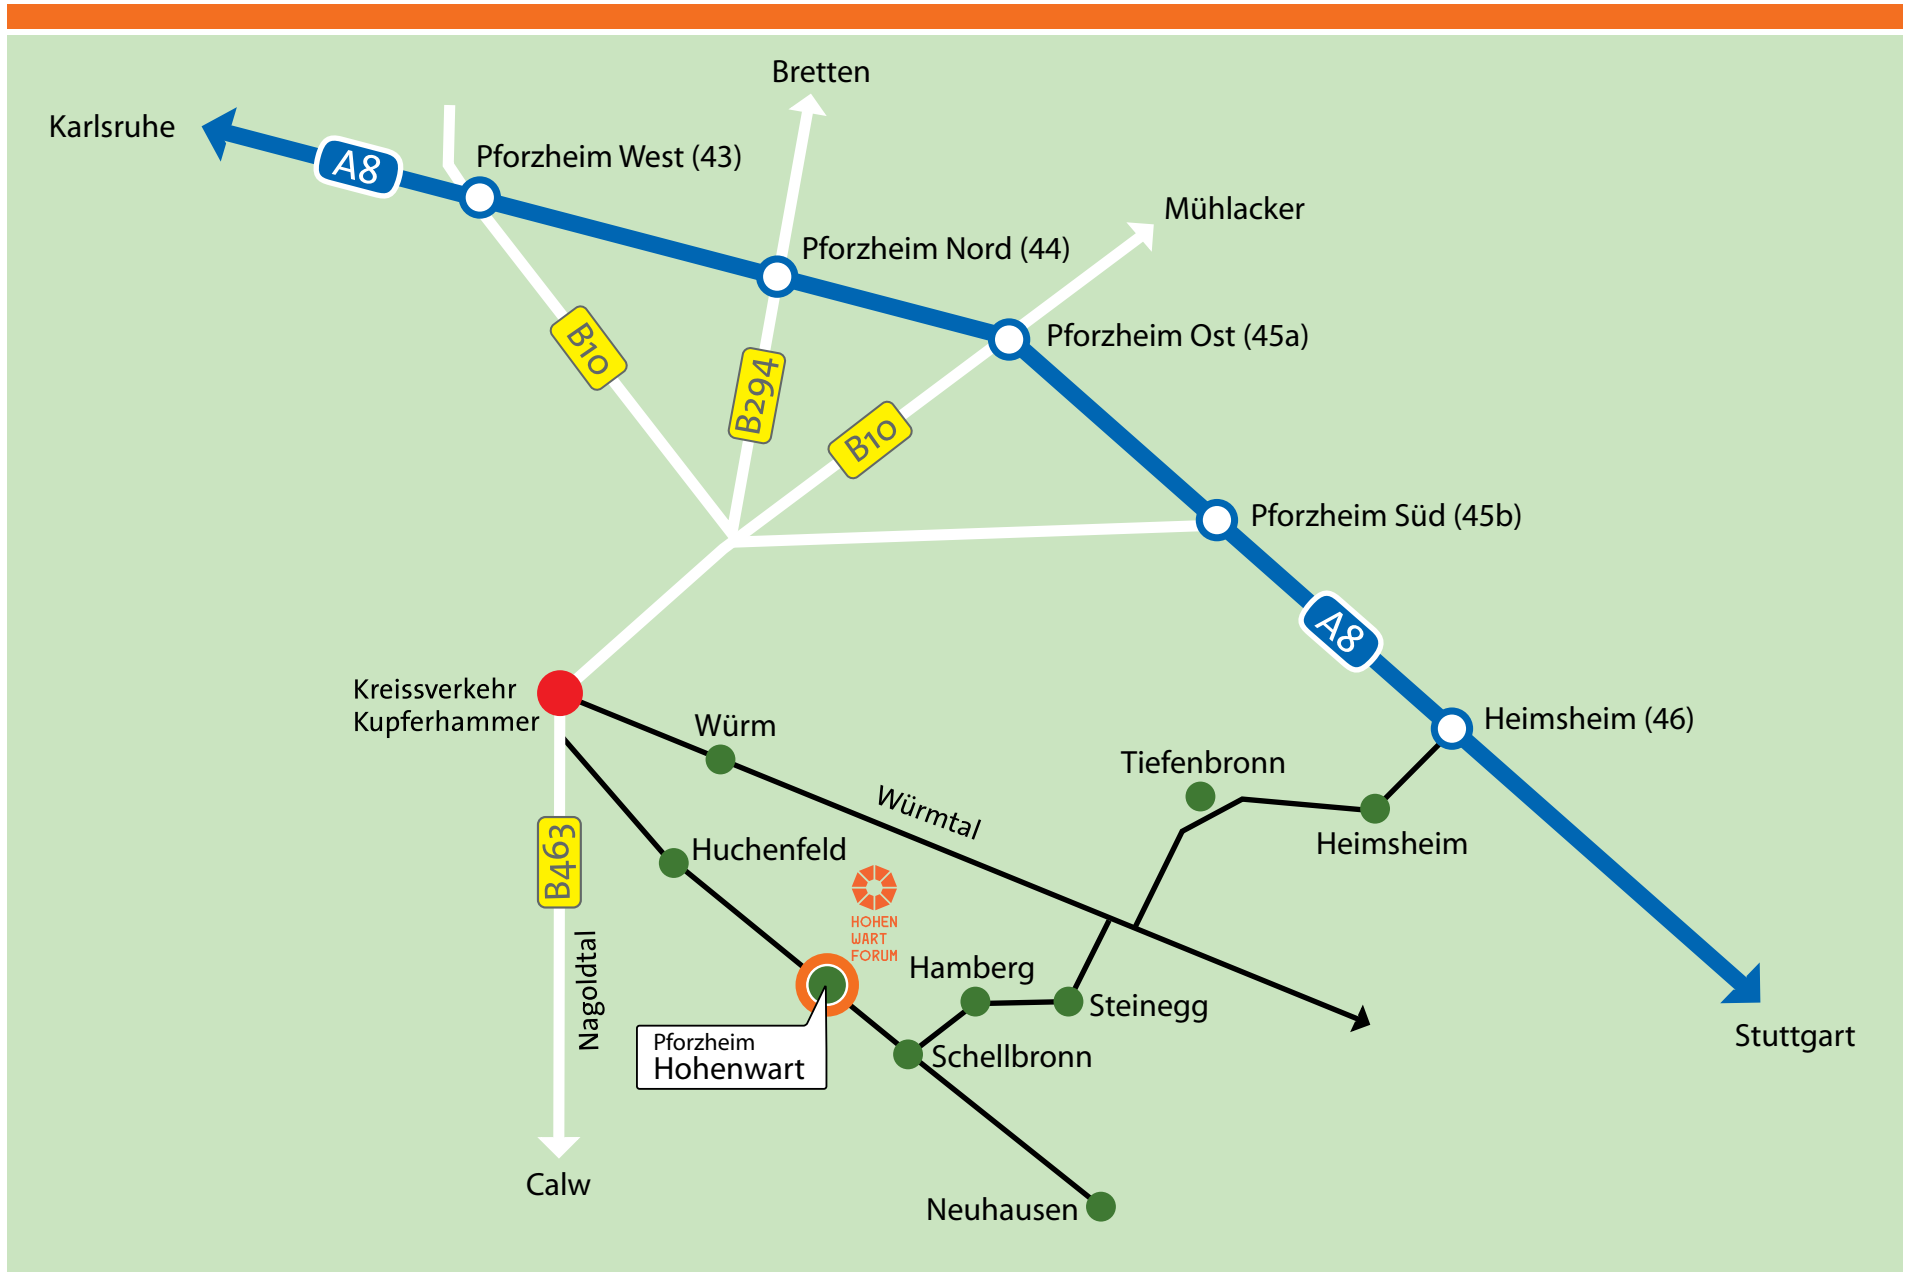 Bretten
Karlsruhe
A8
Pforzheim West (43)
Mühlacker
Pforzheim Nord (44)
Pforzheim Ost (45a)
B10
B294
B10
Pforzheim Süd (45b)
A8
Kreissverkehr
Kupferhammer
Würm
Heimsheim (46)
Tiefenbronn
Würmtal
Heimsheim
Huchenfeld
B463
HOHEN
WART
FORUM
Nagoldtal
Hamberg
Steinegg
Stuttgart
Pforzheim
Hohenwart
Schellbronn
Calw
Neuhausen